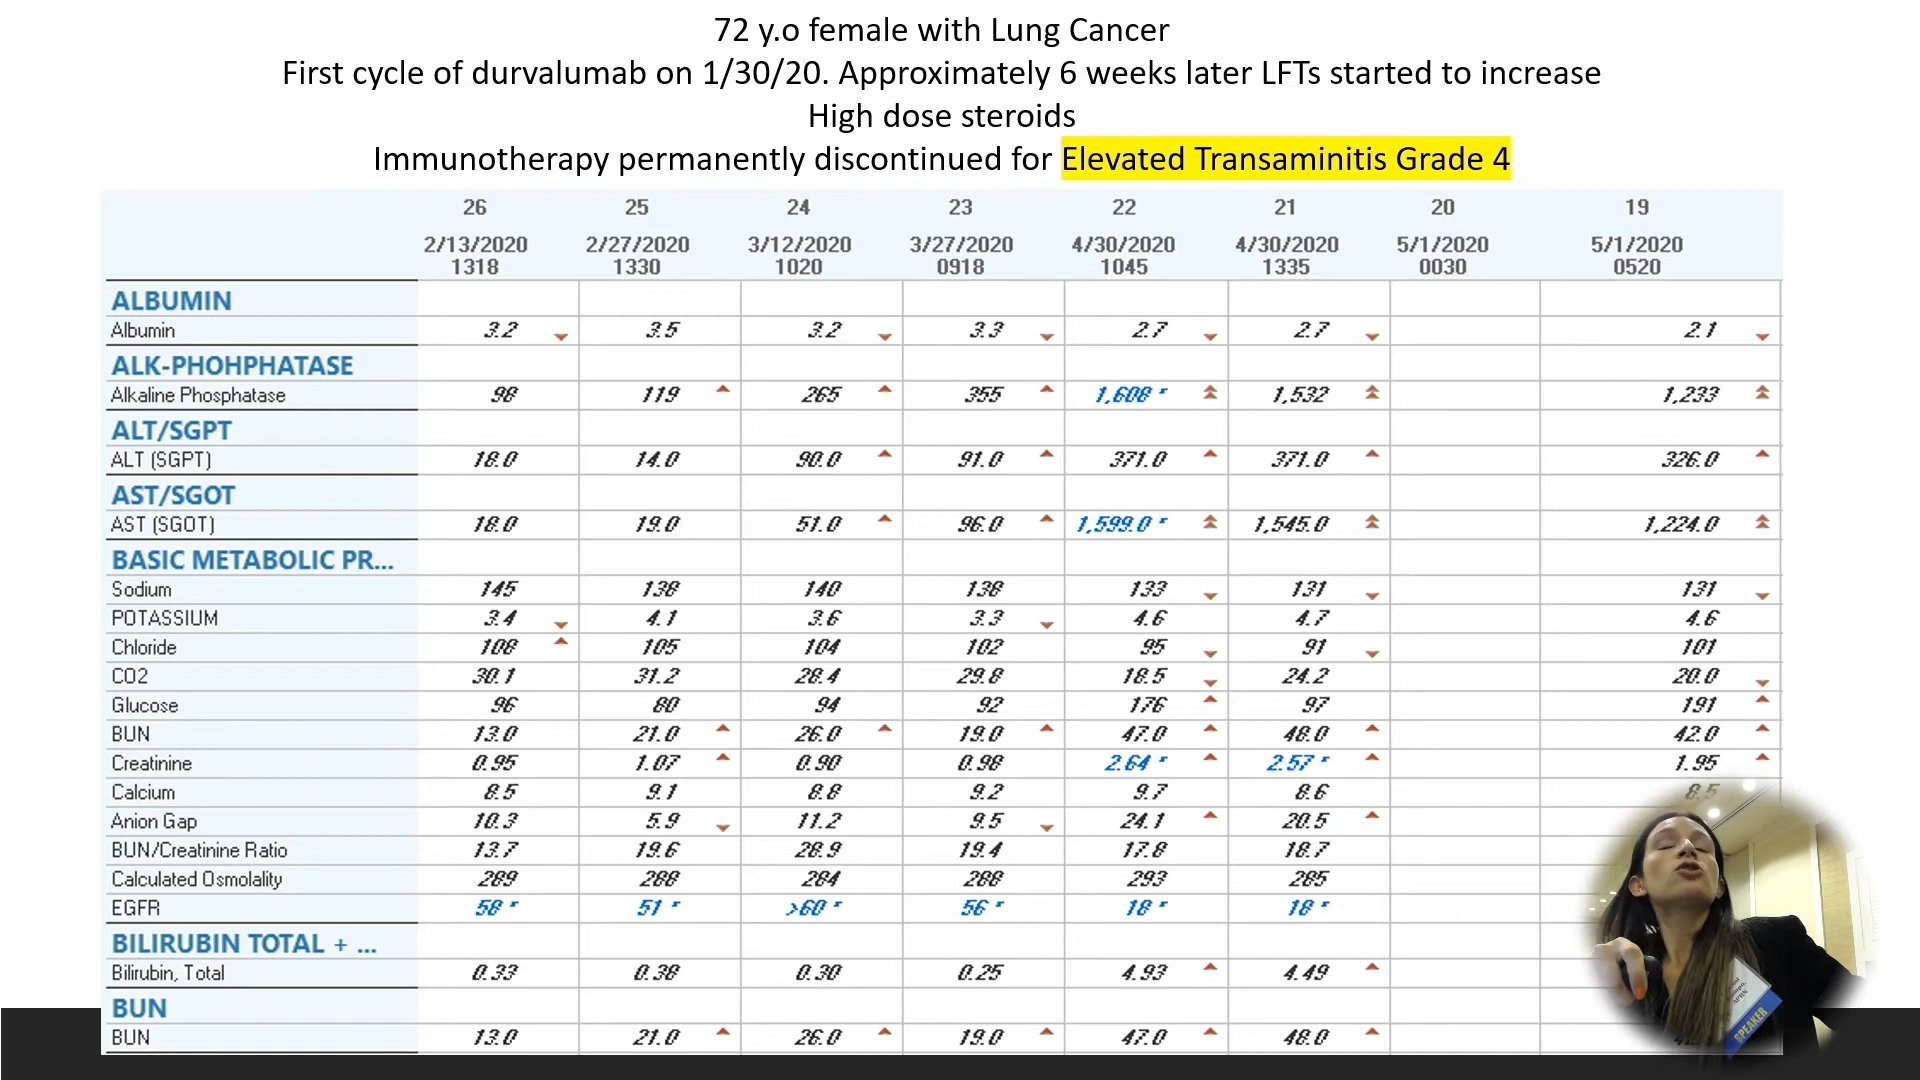 72 y.o female with Lung Cancer
First cycle of durvalumab on 1/30/20. Approximately 6 weeks later LFTs started to increase
High dose steroids
Immunotherapy permanently discontinued for Elevated Transaminitis Grade 4
26 25 24 23 22 21 20 19
2/13/2020 2/27/2020 3/12/2020 3/27/2020 4/30/2020 4/30/2020 5/1/2020 5/1/2020
1318 1330 1020 0918 1045 1335 0030 0520
ALBUMIN
Albumin 3.2 3.5 3.2 3.3 2.7 2.7 2.1
ALK-PHOHPHATASE
Alkaline Phosphatase 98 119 265 355 1,608 * 1,532 1,233
ALT/SGPT
ALT (SGPT) 18.0 14.0 90.0 91.0 371.0 371.0 326.0
AST/SGOT
AST (SGOT) 18.0 19.0 51.0 96.0 1,599.0 * 1,545.0 1,224.0
BASIC METABOLIC PR...
Sodium 145 138 140 138 133 131 131
POTASSIUM 3.4 4.1 3.6 3.3 4.6 4.7 4.6
Chloride 108 105 104 102 95 91 101
CO2 30.1 31.2 28.4 29.8 18.5 24.2 20.0
Glucose 96 80 94 92 176 97 191
BUN 13.0 21.0 26.0 19.0 47.0 48.0 42.0
Creatinine 0.95 1.07 0.90 0.98 2.64 * 2.57 * 1.95
Calcium 8.5 9.1 8.8 9.2 9.7 8.6 8.5
Anion Gap 10.3 5.9 11.2 9.5 24.1 20.5
BUN/Creatinine Ratio 13.7 19.6 28.9 19.4 17.8 18.7
Calculated Osmolality 289 288 284 288 293 285
EGFR 58 * 51 * >60 * 56 * 18 * 18 *
BILIRUBIN TOTAL + ...
Bilirubin, Total 0.33 0.38 0.30 0.25 4.93 4.49
BUN
BUN 13.0 21.0 26.0 19.0 47.0 48.0
APRN
SPEAKER